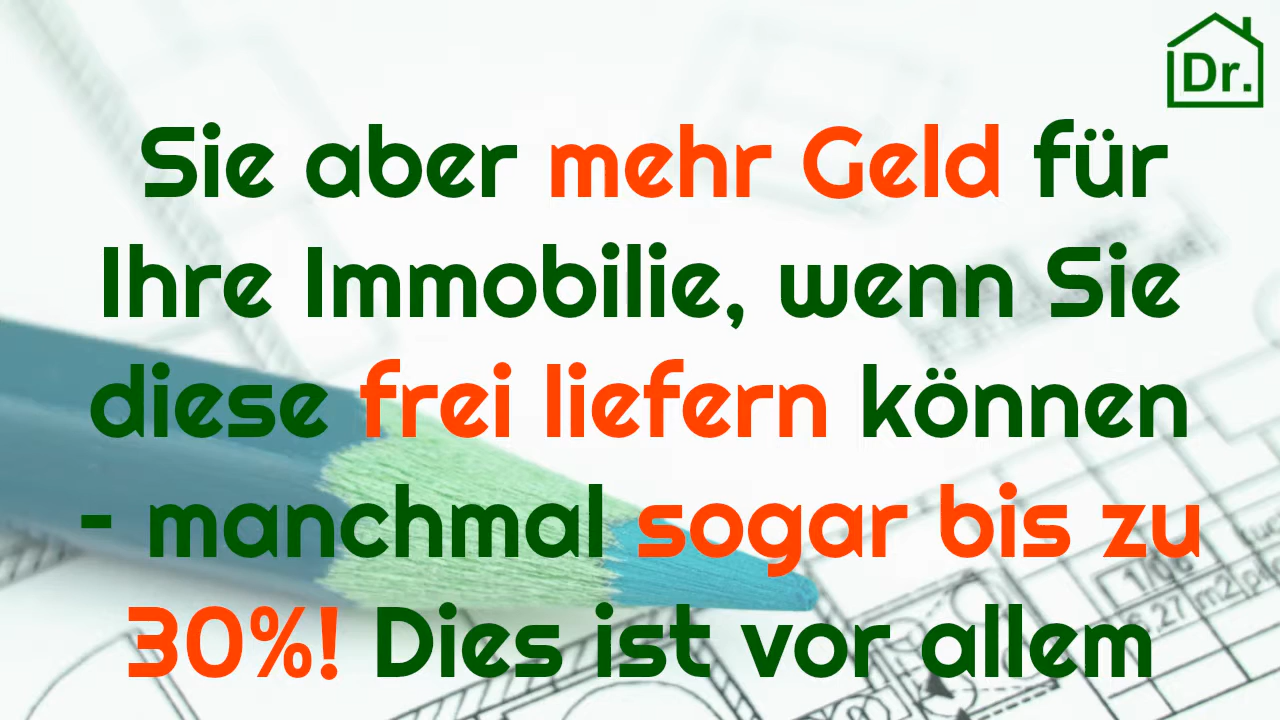 Dr.
Sie aber mehr Geld für
Ihre Immobilie, wenn Sie
diese frei liefern können
- manchmal sogar bis zu
30%! Dies ist vor allem